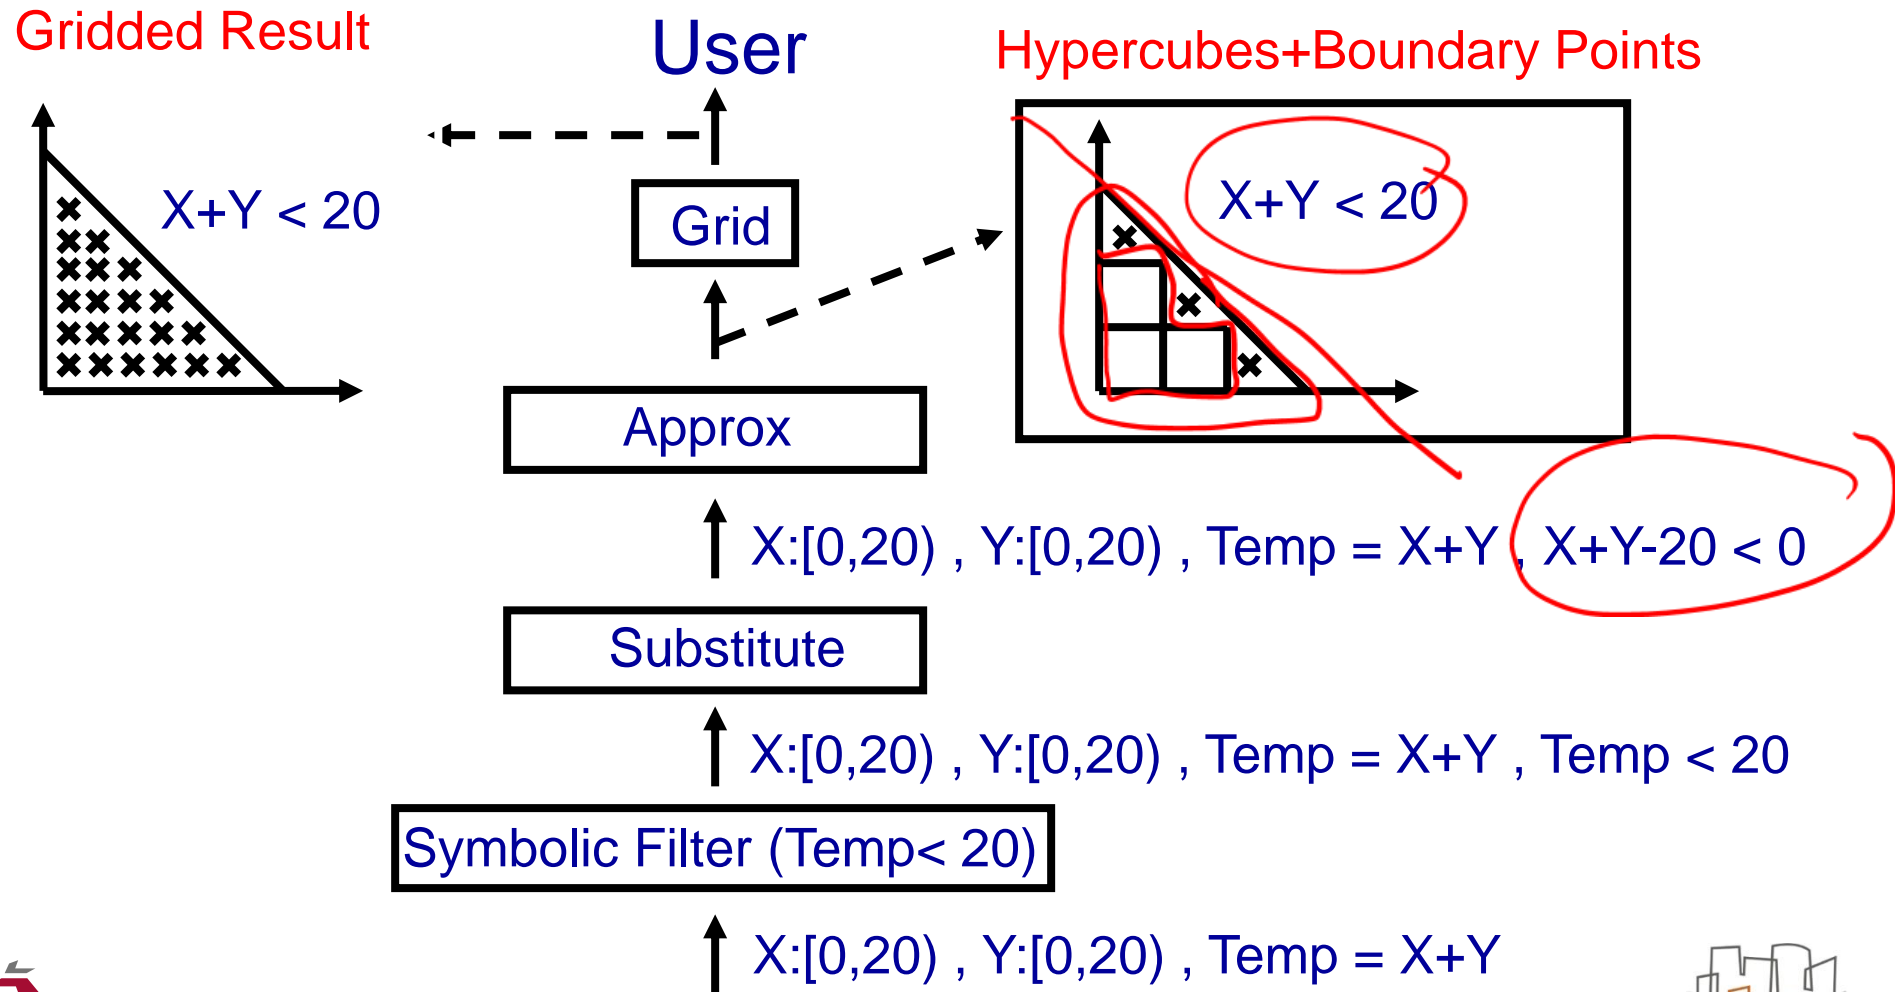 Gridded Result
User
Hypercubes+Boundary Points
X+Y < 20
Grid
X+Y < 20
Approx
X:[0,20) , Y:[0,20) , Temp = X+Y , X+Y-20 < 0
Substitute
X:[0,20) , Y:[0,20) , Temp = X+Y , Temp < 20
Symbolic Filter (Temp< 20)
X:[0,20) , Y:[0,20) , Temp = X+Y